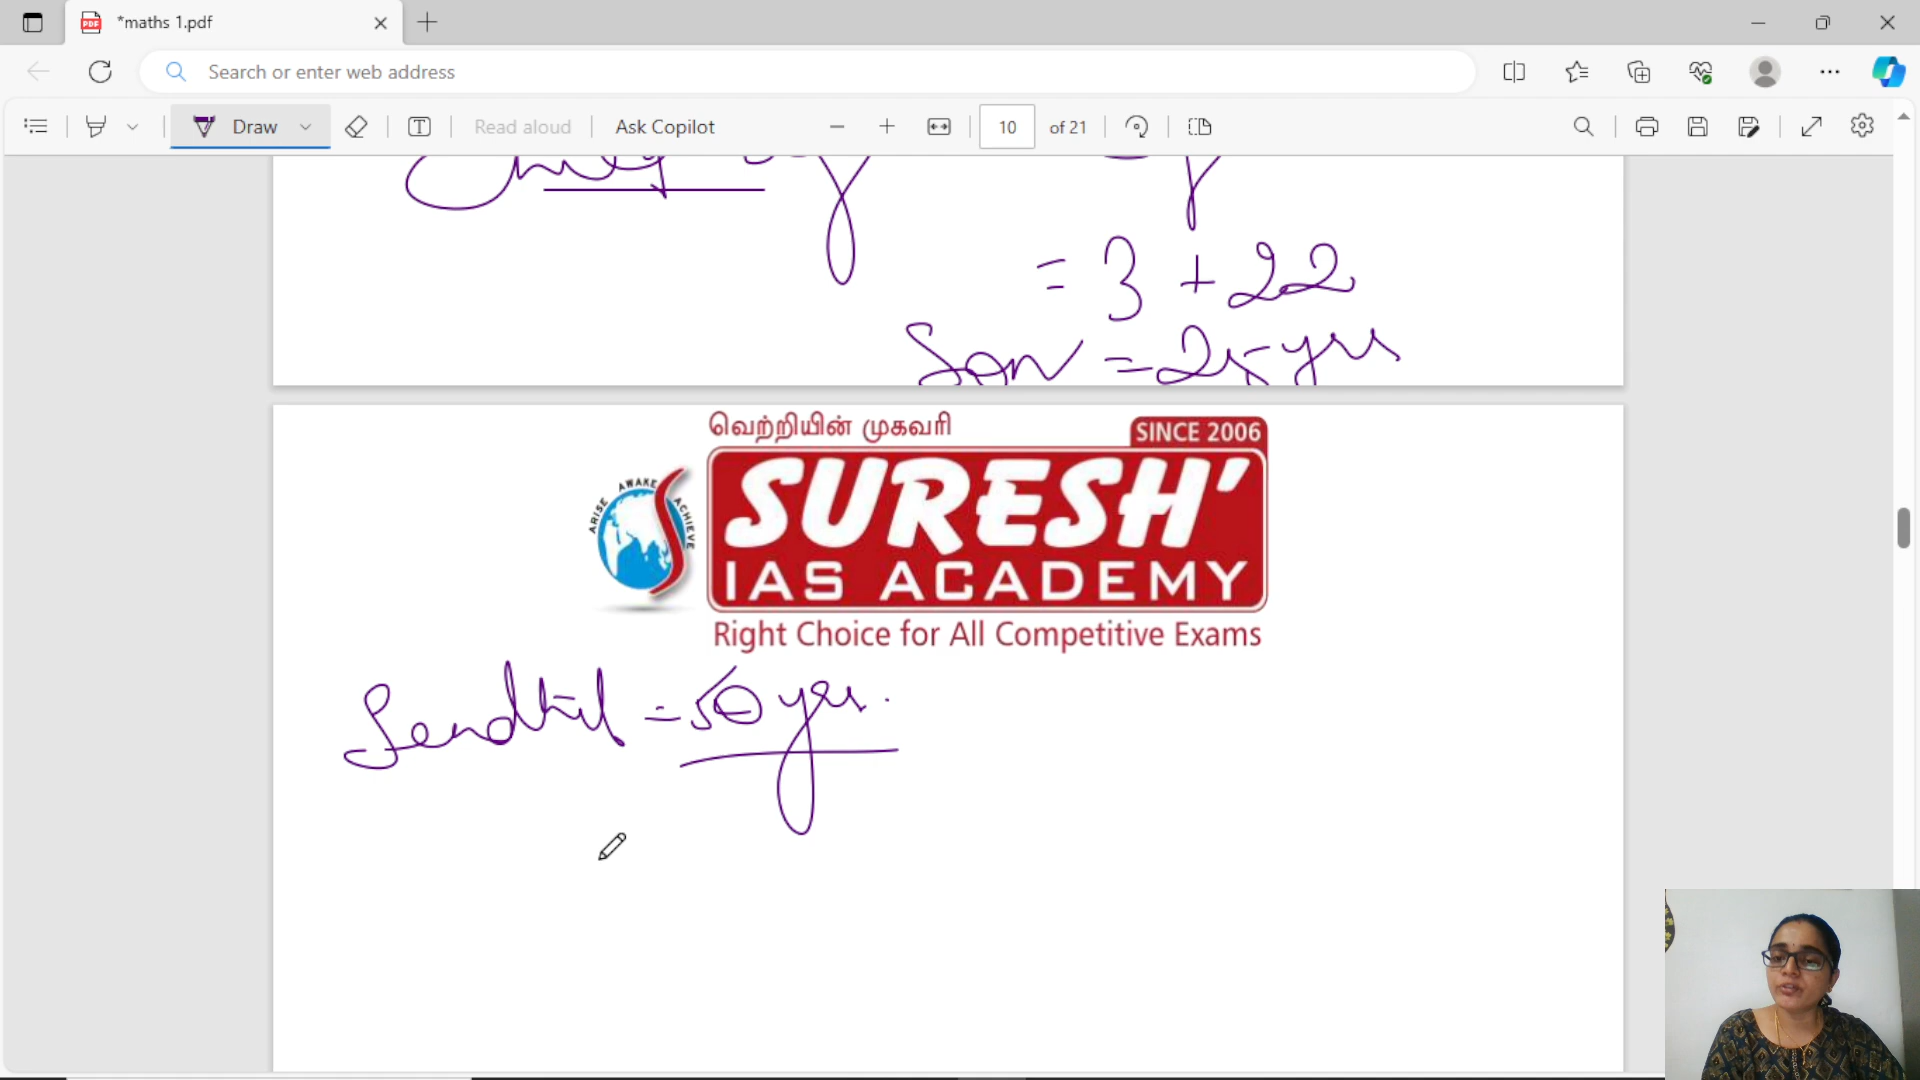 *maths 1.pdf
Search or enter web address
Draw
Read aloud
Ask Copilot
10 of 21
= 3 + 22
Son = 25 yrs
வெற்றியின் முகவரி
SINCE 2006
ARISE AWAKE ACHIEVE
SURESH'
IAS ACADEMY
Right Choice for All Competitive Exams
Sendhil = 50 yrs.